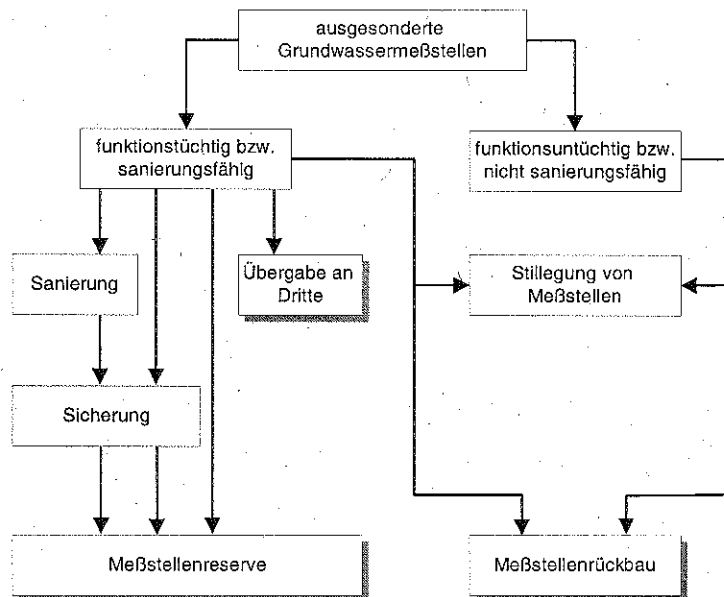 ausgesonderte
Grundwassermeßstellen
funktionstüchtig bzw.
sanierungsfähig
funktionsuntüchtig bzw.
nicht sanierungsfähig
Sanierung
Übergabe an
Dritte
Stillegung von
Meßstellen
Sicherung
Meßstellenreserve
Meßstellenrückbau